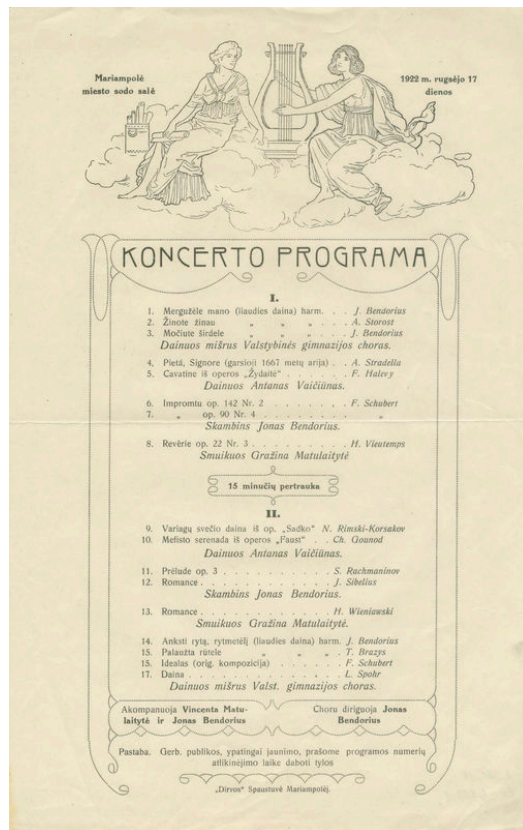 Mariampolė
miesto sodo salė
1922 m. rugsėjo 17
dienos
KONCERTO PROGRAMA
I.
1. Mergužėle mano (liaudies daina) harm. . . J. Bendorius
2. Žinote žinau „ „ „ . . . A. Storost
3. Močiute širdele „ „ „ . . . J. Bendorius
Dainuos mišrus Valstybinės gimnazijos choras.
4. Pietá, Signore (garsioji 1667 metų arija) . A. Stradella
5. Cavatine iš operos „Žydaitė“ . . . . . . F. Halevy
Dainuos Antanas Vaičiūnas.
6. Impromtu op. 142 Nr. 2 . . . . . . . F. Schubert
7. „ op. 90 Nr. 4 . . . . . . . . „
Skambins Jonas Bendorius.
8. Revêrie op. 22 Nr. 3 . . . . . . . . H. Vieutemps
Smuikuos Gražina Matulaitytė
15 minučių pertrauka
II.
9. Variagų svečio daina iš op. „Sadko“ N. Rimski-Korsakov
10. Mefisto serenada iš operos „Faust“ . . Ch. Gounod
Dainuos Antanas Vaičiūnas.
11. Prélude op. 3 . . . . . . . . . . S. Rachmaninov
12. Romance . . . . . . . . . . . . J. Sibelius
Skambins Jonas Bendorius.
13. Romance . . . . . . . . . . . . H. Wieniawski
Smuikuos Gražina Matulaitytė.
14. Anksti rytą, rytmetėlį (liaudies daina) harm. J. Bendorius
15. Palaužta rūtelė „ „ „ . T. Brazys
15. Idealas (orig. kompozicija) . . . . . . F. Schubert
17. Daina . . . . . . . . . . . . . L. Spohr
Dainuos mišrus Valst. gimnazijos choras.
Akompanuoja Vincenta Matu-
laitytė ir Jonas Bendorius
Choru diriguoja Jonas
Bendorius
Pastaba. Gerb. publikos, ypatingai jaunimo, prašome programos numerių
atlikinėjimo laike daboti tylos
„Dirvos“ Spaustuvė Mariampolėj.